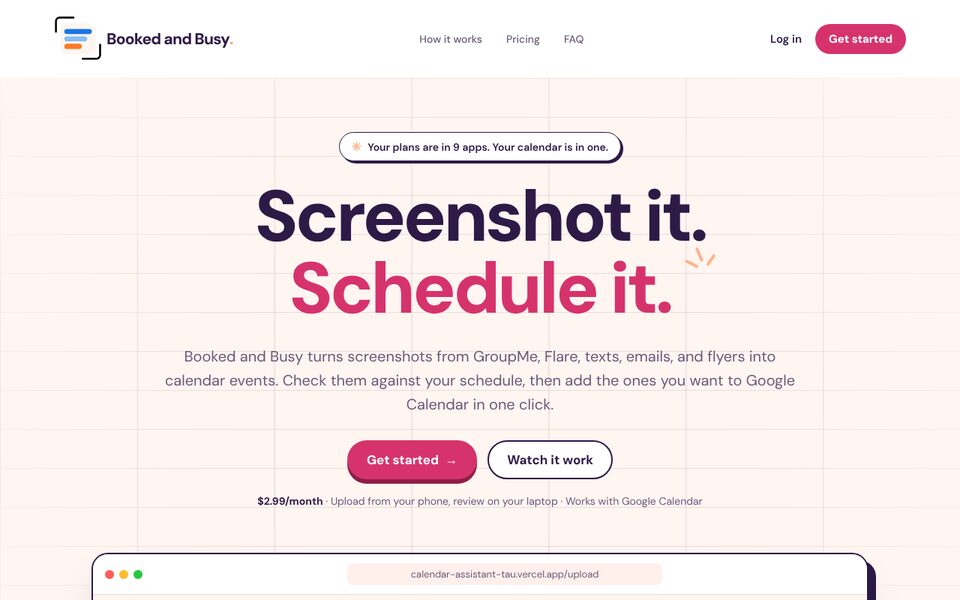 Booked and Busy.
How it works
Pricing
FAQ
Log in
Get started
Your plans are in 9 apps. Your calendar is in one.
Screenshot it.
Schedule it.
Booked and Busy turns screenshots from GroupMe, Flare, texts, emails, and flyers into
calendar events. Check them against your schedule, then add the ones you want to Google
Calendar in one click.
Get started →
Watch it work
$2.99/month · Upload from your phone, review on your laptop · Works with Google Calendar
calendar-assistant-tau.vercel.app/upload